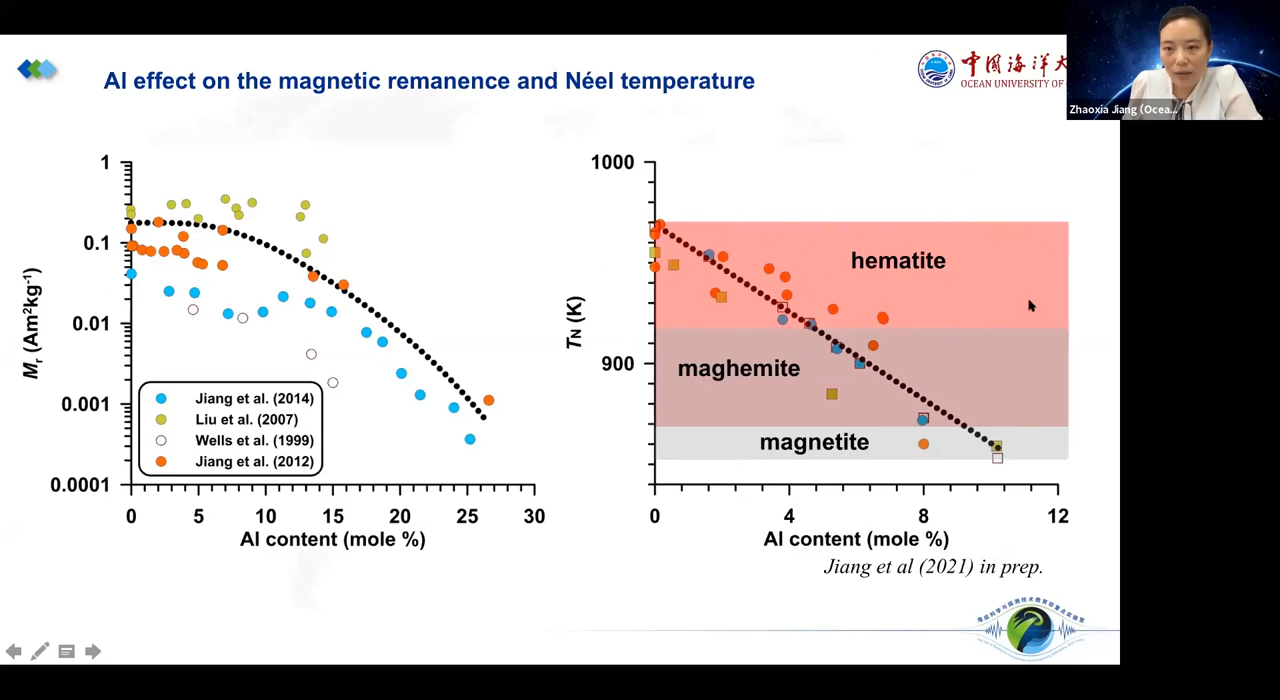 Al effect on the magnetic remanence and Néel temperature
中国海洋大
OCEAN UNIVERSITY OF
Zhaoxia Jiang (Ocea...
1
0.1
0.01
0.001
0.0001
Mr (Am²kg⁻¹)
Jiang et al. (2014)
Liu et al. (2007)
Wells et al. (1999)
Jiang et al. (2012)
0 5 10 15 20 25 30
Al content (mole %)
1000
900
TN (K)
hematite
maghemite
magnetite
0 4 8 12
Al content (mole %)
Jiang et al (2021) in prep.